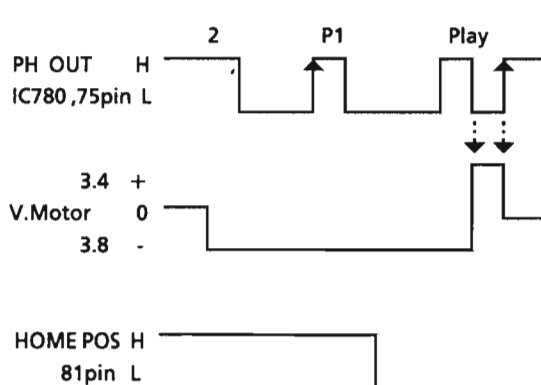 2 P1 Play
PH OUT H
IC780 ,75pin L
3.4 +
V.Motor 0
3.8 -
HOME POS H
81pin L